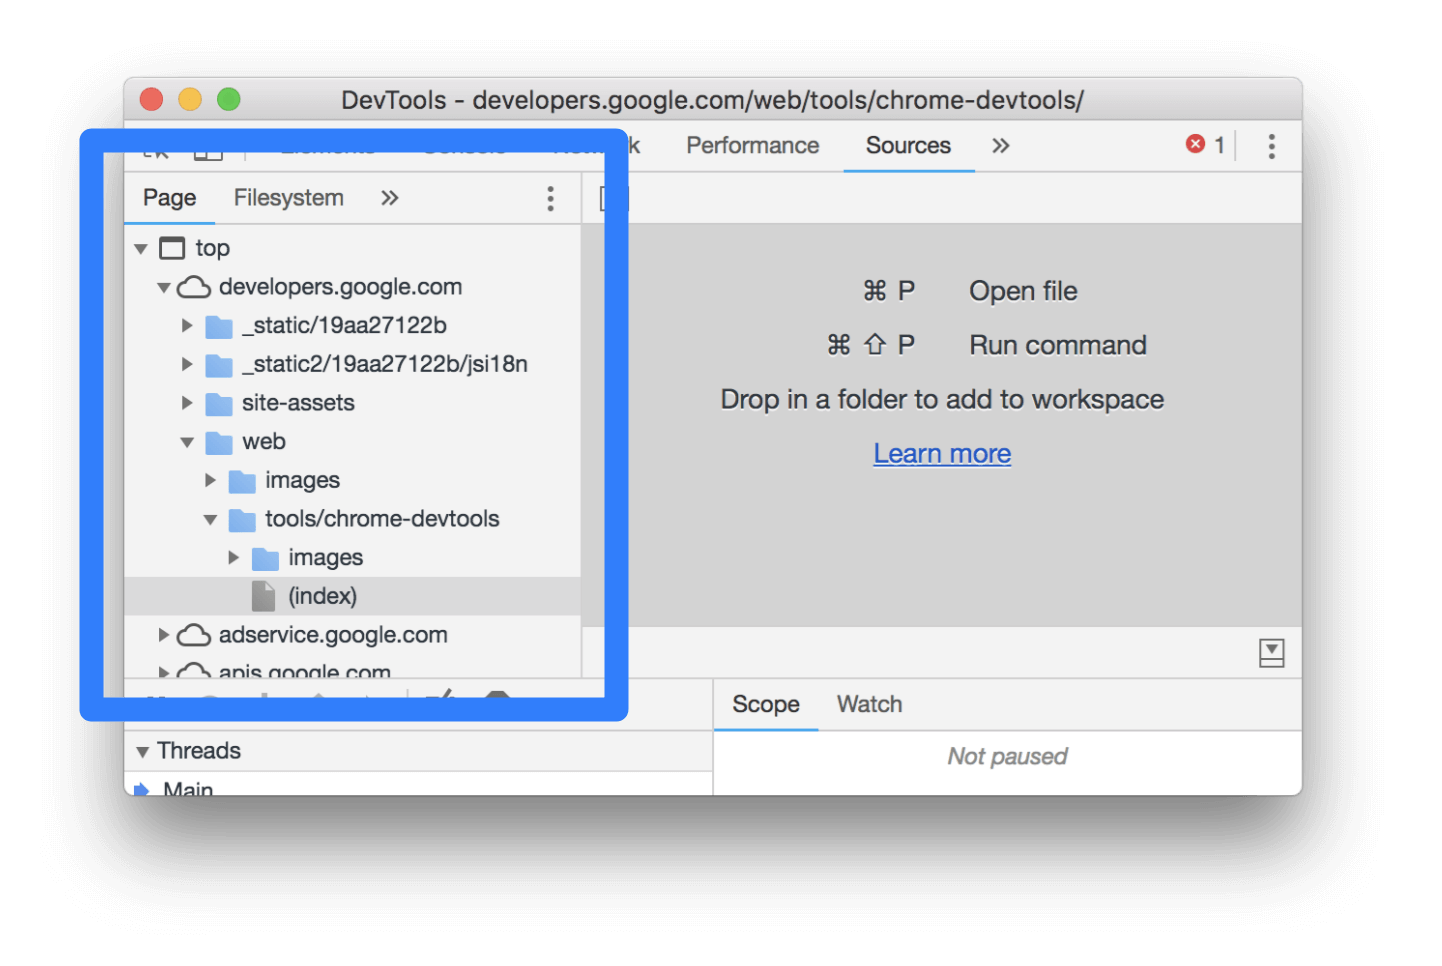 DevTools - developers.google.com/web/tools/chrome-devtools/
Performance Sources » 1
Page Filesystem »
top
developers.google.com
_static/19aa27122b
_static2/19aa27122b/jsi18n
site-assets
web
images
tools/chrome-devtools
images
(index)
adservice.google.com
apis.google.com
⌘ P Open file
⌘ ⇧ P Run command
Drop in a folder to add to workspace
Learn more
Scope Watch
Not paused
Threads
Main